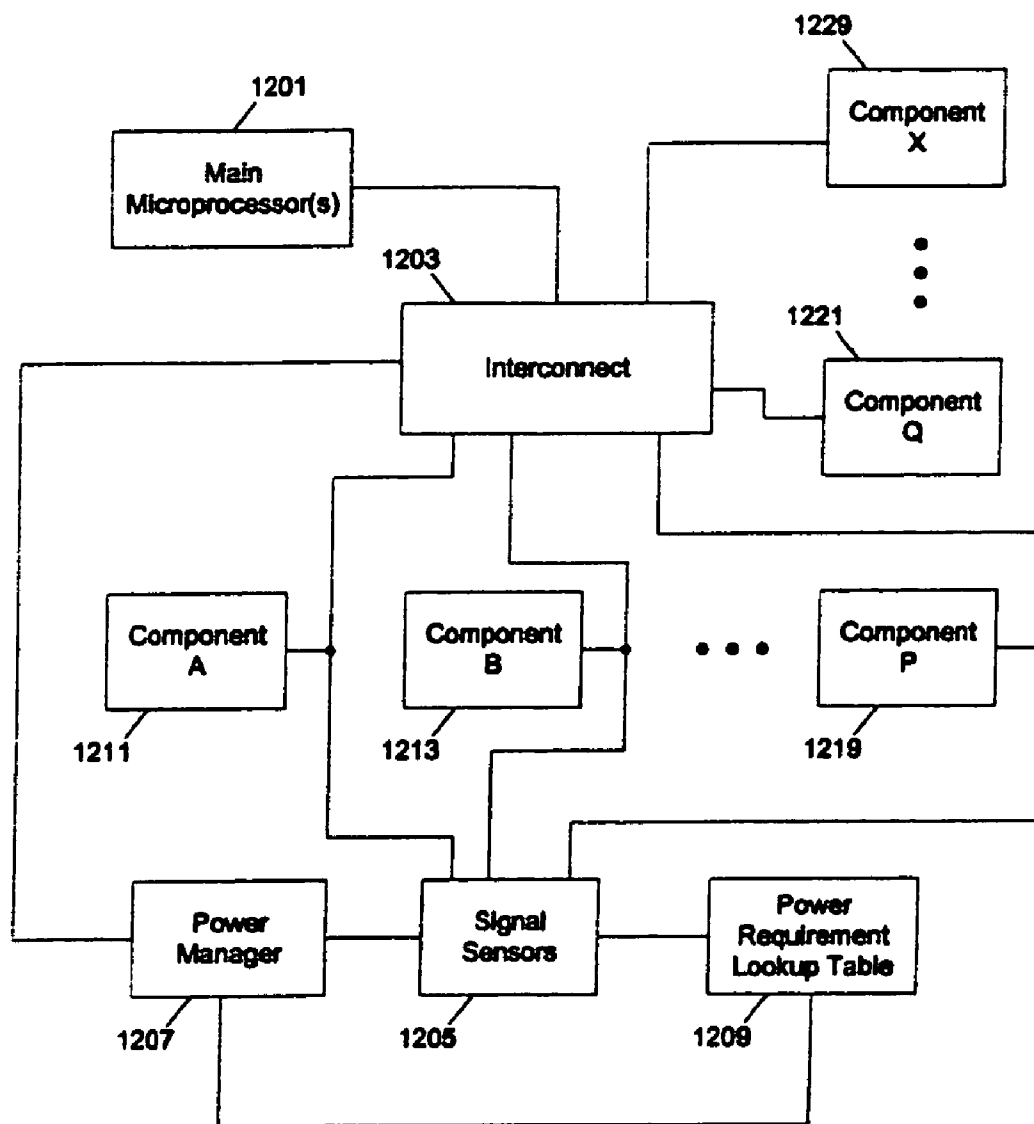 1229
Component
X
1201
Main
Microprocessor(s)
1203
Interconnect
1221
Component
Q
Component
A
1211
Component
B
1213
Component
P
1219
Power
Manager
1207
Signal
Sensors
1205
Power
Requirement
Lookup Table
1209